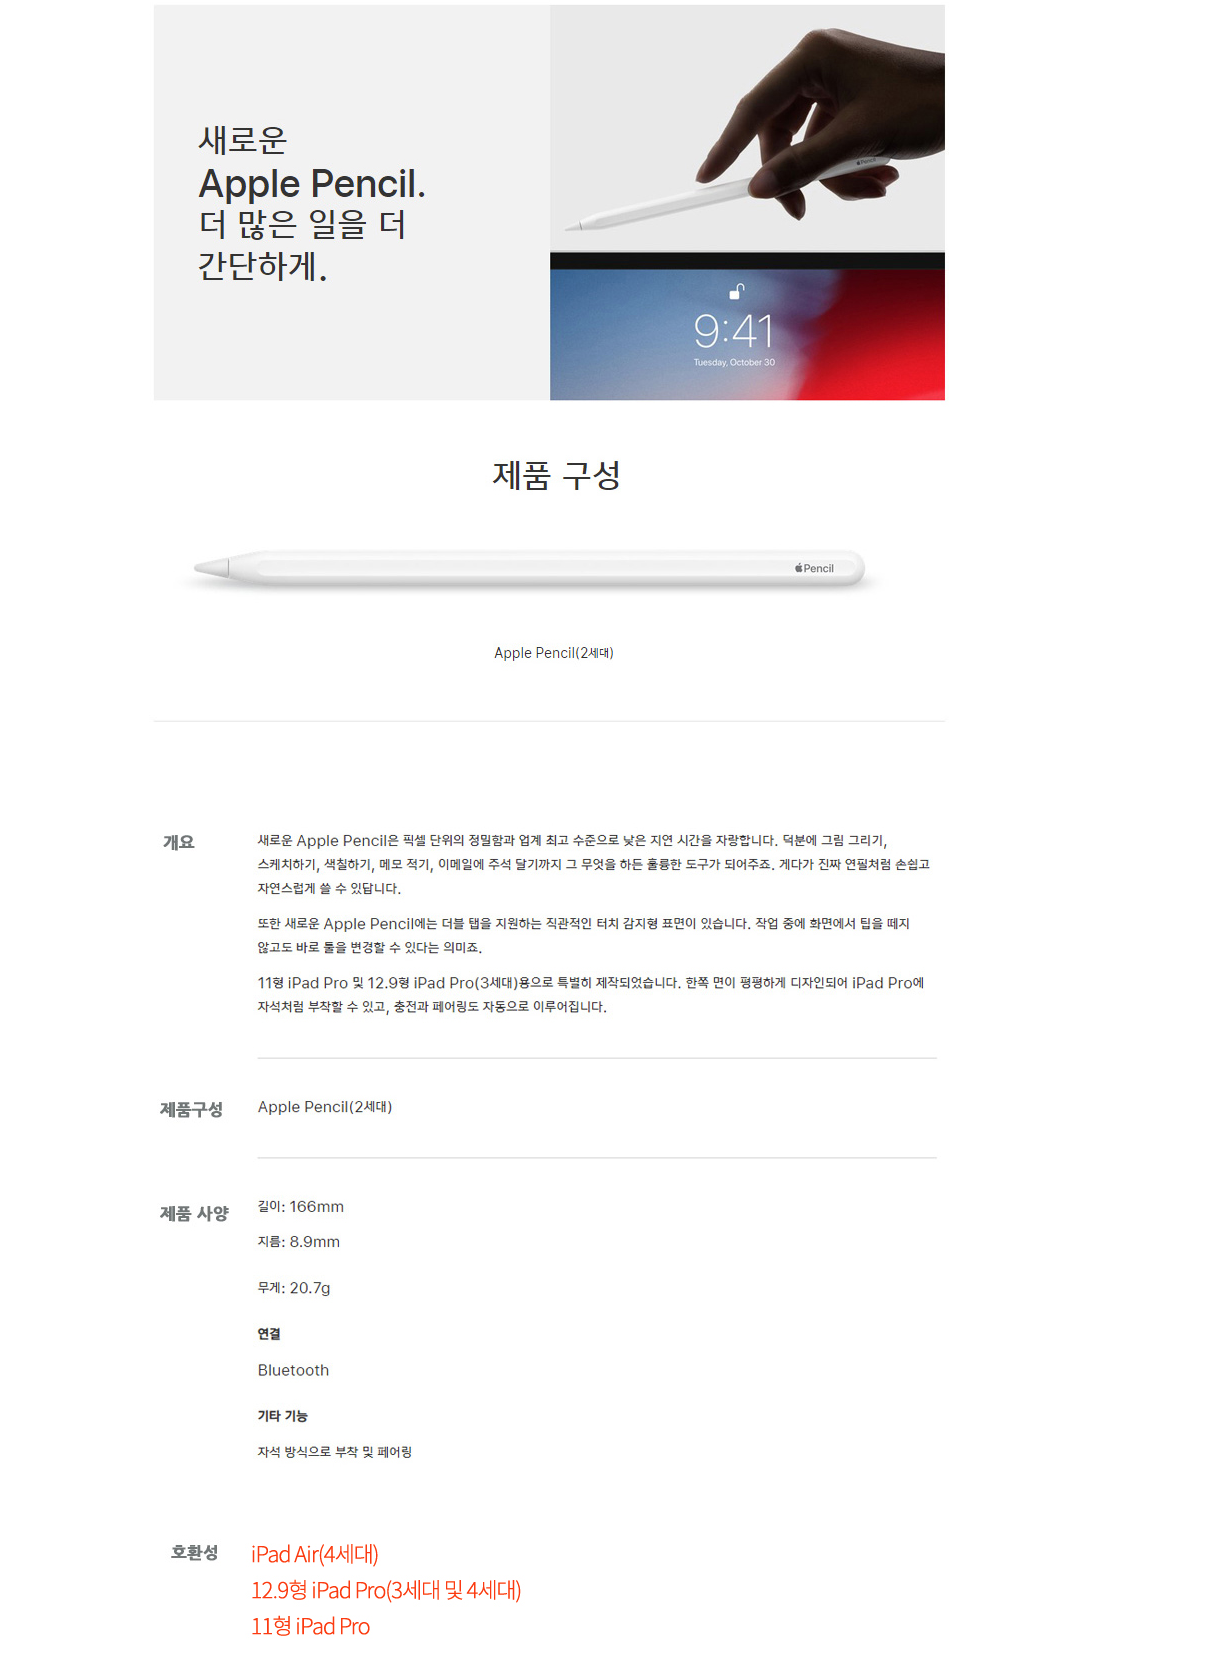 새로운
Apple Pencil.
더 많은 일을 더
간단하게.
Pencil
9:41
Tuesday, October 30
제품 구성
Pencil
Apple Pencil(2세대)
개요
새로운 Apple Pencil은 픽셀 단위의 정밀함과 업계 최고 수준으로 낮은 지연 시간을 자랑합니다. 덕분에 그림 그리기,
스케치하기, 색칠하기, 메모 적기, 이메일에 주석 달기까지 그 무엇을 하든 훌륭한 도구가 되어주죠. 게다가 진짜 연필처럼 손쉽고
자연스럽게 쓸 수 있답니다.
또한 새로운 Apple Pencil에는 더블 탭을 지원하는 직관적인 터치 감지형 표면이 있습니다. 작업 중에 화면에서 팁을 떼지
않고도 바로 툴을 변경할 수 있다는 의미죠.
11형 iPad Pro 및 12.9형 iPad Pro(3세대)용으로 특별히 제작되었습니다. 한쪽 면이 평평하게 디자인되어 iPad Pro에
자석처럼 부착할 수 있고, 충전과 페어링도 자동으로 이루어집니다.
제품구성
Apple Pencil(2세대)
제품 사양
길이: 166mm
지름: 8.9mm
무게: 20.7g
연결
Bluetooth
기타 기능
자석 방식으로 부착 및 페어링
호환성
iPad Air(4세대)
12.9형 iPad Pro(3세대 및 4세대)
11형 iPad Pro